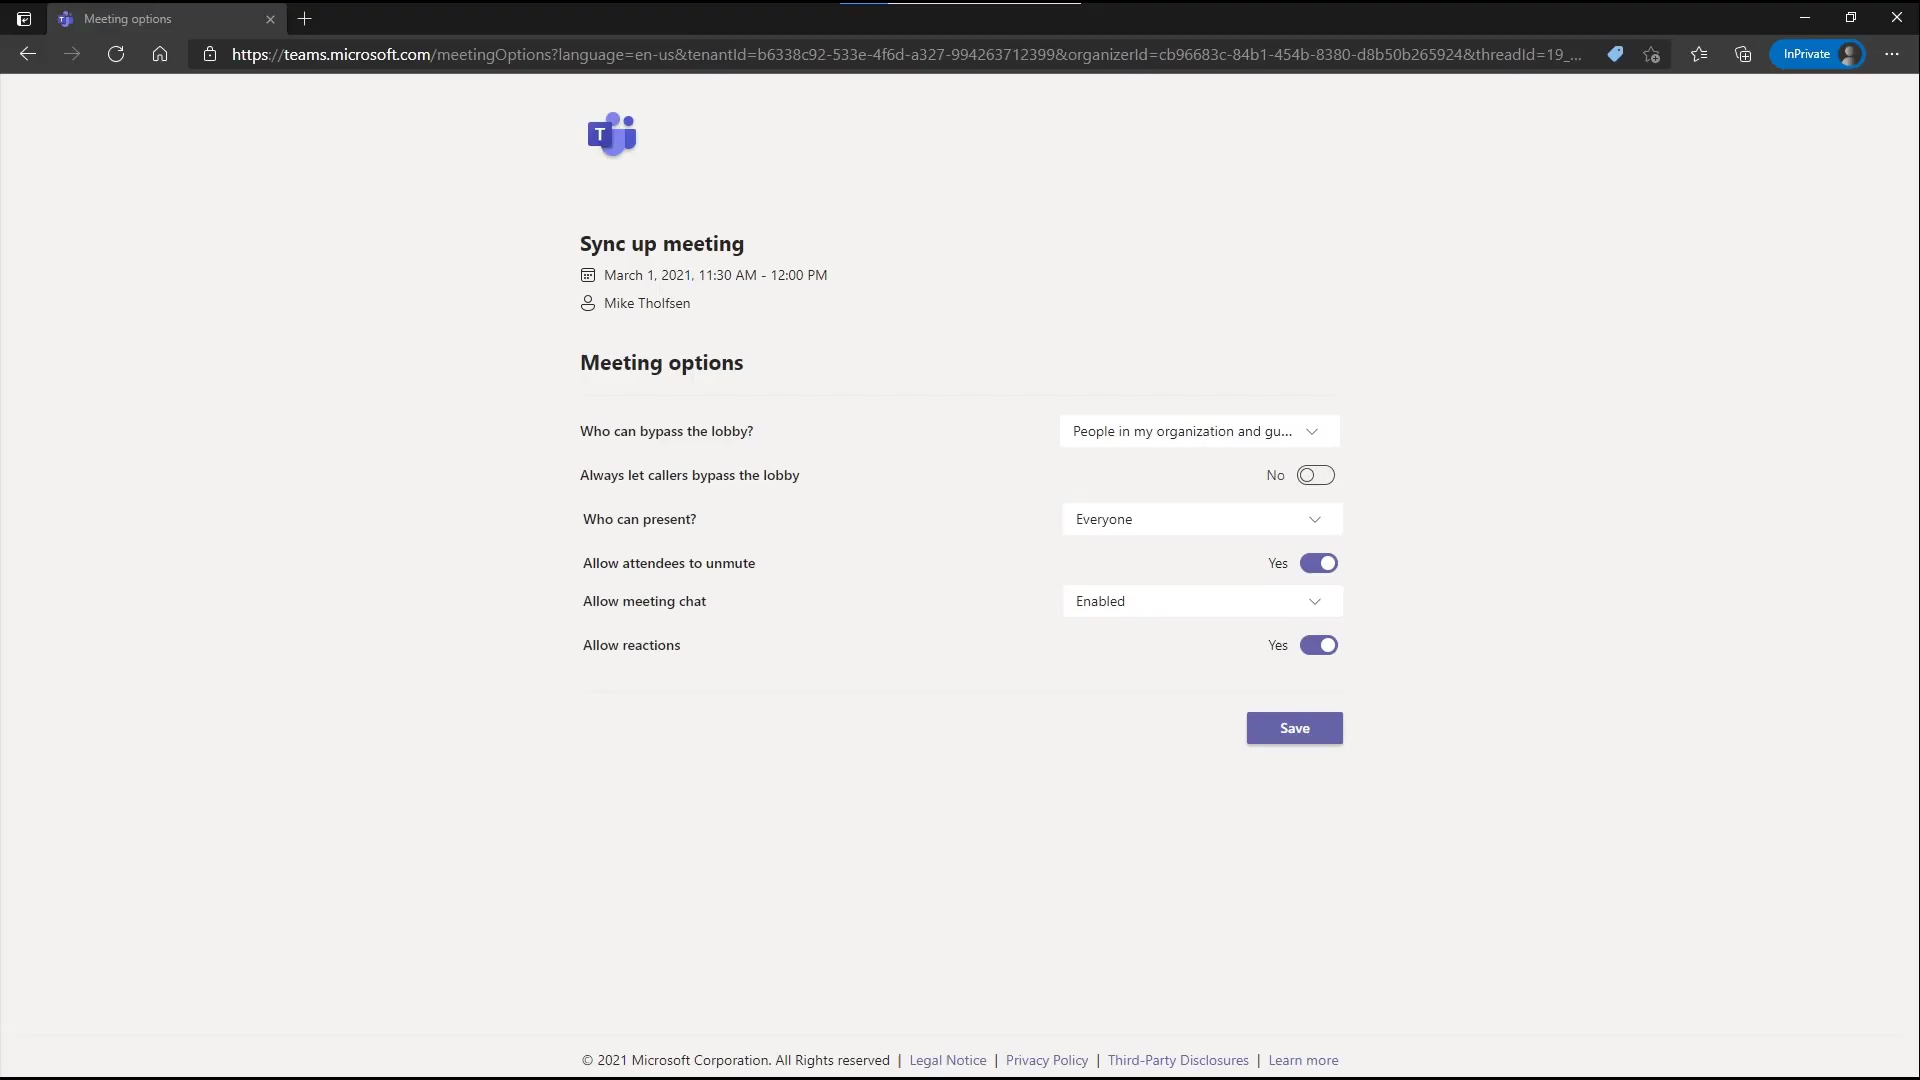 Meeting options
https://teams.microsoft.com/meetingOptions?language=en-us&tenantId=b6338c92-533e-4f6d-a327-994263712399&organizerId=cb96683c-84b1-454b-8380-d8b50b265924&threadId=19_...
InPrivate
T
Sync up meeting
March 1, 2021, 11:30 AM - 12:00 PM
Mike Tholfsen
Meeting options
Who can bypass the lobby? People in my organization and gu...
Always let callers bypass the lobby No
Who can present? Everyone
Allow attendees to unmute Yes
Allow meeting chat Enabled
Allow reactions Yes
Save
© 2021 Microsoft Corporation. All Rights reserved | Legal Notice | Privacy Policy | Third-Party Disclosures | Learn more